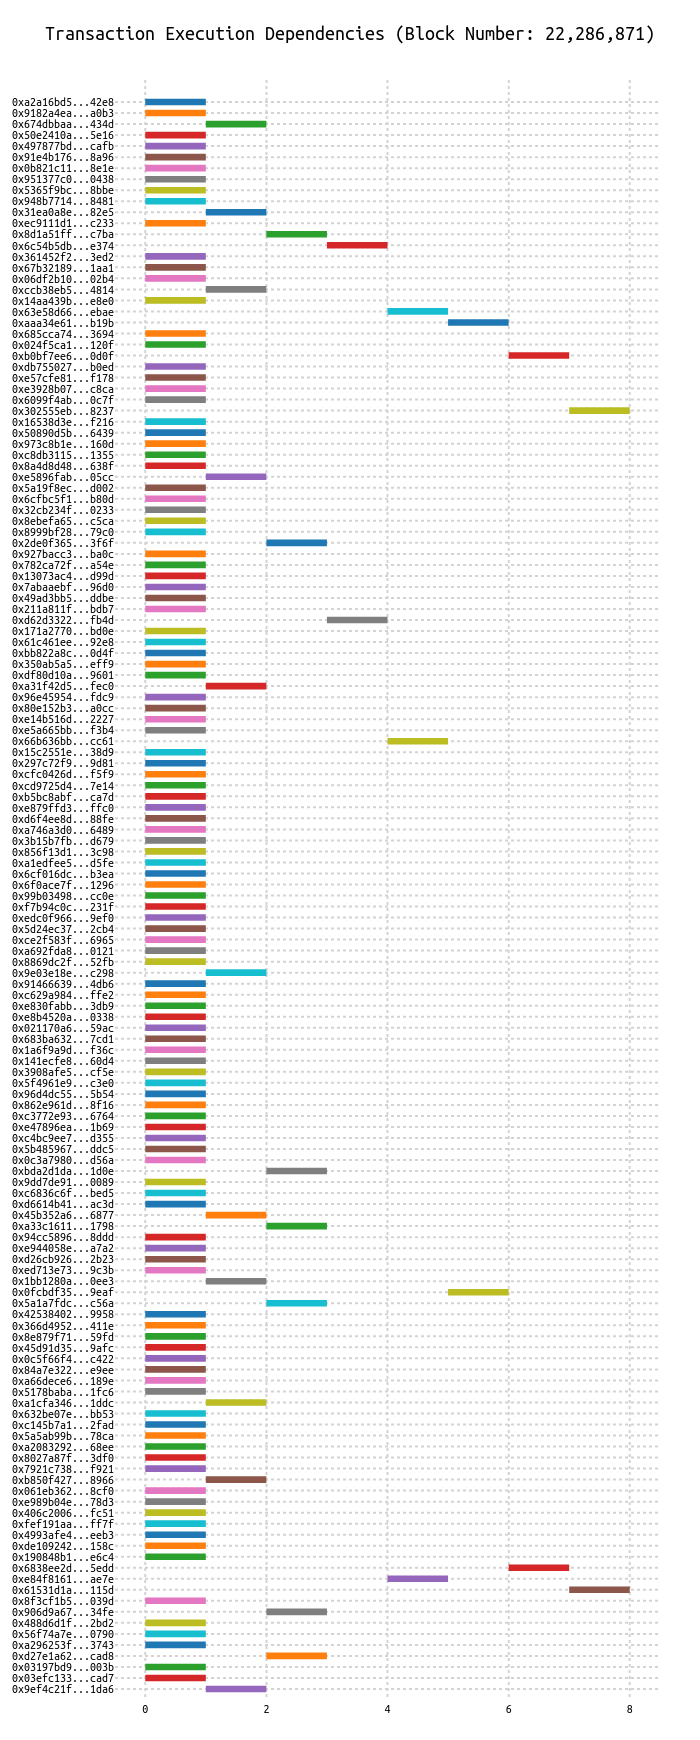 Transaction Execution Dependencies (Block Number: 22,286,871)
0xa2a16bd5...42e8
0x9182a4ea...a0b3
0x674dbbaa...434d
0x50e2410a...5e16
0x497877bd...cafb
0x91e4b176...8a96
0x0b821c11...8e1e
0x951377c0...0438
0x5365f9bc...8bbe
0x948b7714...8481
0x31ea0a8e...82e5
0xec9111d1...c233
0x8d1a51ff...c7ba
0x6c54b5db...e374
0x361452f2...3ed2
0x67b32189...1aa1
0x06df2b10...02b4
0xccb38eb5...4814
0x14aa439b...e8e0
0x63e58d66...ebae
0xaaa34e61...b19b
0x685cca74...3694
0x024f5ca1...120f
0xb0bf7ee6...0d0f
0xdb755027...b0ed
0xe57cfe81...f178
0xe3928b07...c8ca
0x6099f4ab...0c7f
0x302555eb...8237
0x16538d3e...f216
0x50890d5b...6439
0x973c8b1e...160d
0xc8db3115...1355
0x8a4d8d48...638f
0xe5896fab...05cc
0x5a19f8ec...d002
0x6cfbc5f1...b80d
0x32cb234f...0233
0x8ebefa65...c5ca
0x8999bf28...79c0
0x2de0f365...3f6f
0x927bacc3...ba0c
0x782ca72f...a54e
0x13073ac4...d99d
0x7abaaebf...96d0
0x49ad3bb5...ddbe
0x211a811f...bdb7
0xd62d3322...fb4d
0x171a2770...bd0e
0x61c461ee...92e8
0xbb822a8c...0d4f
0x350ab5a5...eff9
0xdf80d10a...9601
0xa31f42d5...fec0
0x96e45954...fdc9
0x80e152b3...a0cc
0xe14b516d...2227
0xe5a665bb...f3b4
0x66b636bb...cc61
0x15c2551e...38d9
0x297c72f9...9d81
0xcfc0426d...f5f9
0xcd9725d4...7e14
0xb5bc8abf...ca7d
0xe879ffd3...ffc0
0xd6f4ee8d...88fe
0xa746a3d0...6489
0x3b15b7fb...d679
0x856f13d1...3c98
0xa1edfee5...d5fe
0x6cf016dc...b3ea
0x6f0ace7f...1296
0x99b03498...cc0e
0xf7b94c0c...231f
0xedc0f966...9ef0
0x5d24ec37...2cb4
0xce2f583f...6965
0xa692fda8...0121
0x8869dc2f...52fb
0x9e03e18e...c298
0x91466639...4db6
0xc629a984...ffe2
0xe830fabb...3db9
0xe8b4520a...0338
0x021170a6...59ac
0x683ba632...7cd1
0x1a6f9a9d...f36c
0x141ecfe8...60d4
0x3908afe5...cf5e
0x5f4961e9...c3e0
0x96d4dc55...5b54
0x862e961d...8f16
0xc3772e93...6764
0xe47896ea...1b69
0xc4bc9ee7...d355
0x5b485967...ddc5
0x0c3a7980...d56a
0xbda2d1da...1d0e
0x9dd7de91...0089
0xc6836c6f...bed5
0xd6614b41...ac3d
0x45b352a6...6877
0xa33c1611...1798
0x94cc5896...8ddd
0xe944058e...a7a2
0xd26cb926...2b23
0xed713e73...9c3b
0x1bb1280a...0ee3
0x0fcbdf35...9eaf
0x5a1a7fdc...c56a
0x42538402...9958
0x366d4952...411e
0x8e879f71...59fd
0x45d91d35...9afc
0x0c5f66f4...c422
0x84a7e322...e9ee
0xa66dece6...189e
0x5178baba...1fc6
0xa1cfa346...1ddc
0x632be07e...bb53
0xc145b7a1...2fad
0x5a5ab99b...78ca
0xa2083292...68ee
0x8027a87f...3df0
0x7921c738...f921
0xb850f427...8966
0x061eb362...8cf0
0xe989b04e...78d3
0x406c2006...fc51
0xfef191aa...ff7f
0x4993afe4...eeb3
0xde109242...158c
0x190848b1...e6c4
0x6838ee2d...5edd
0xe84f8161...ae7e
0x61531d1a...115d
0x8f3cf1b5...039d
0x906d9a67...34fe
0x488d6d1f...2bd2
0x56f74a7e...0790
0xa296253f...3743
0xd27e1a62...cad8
0x03197bd9...003b
0x03efc133...cad7
0x9ef4c21f...1da6
0 2 4 6 8